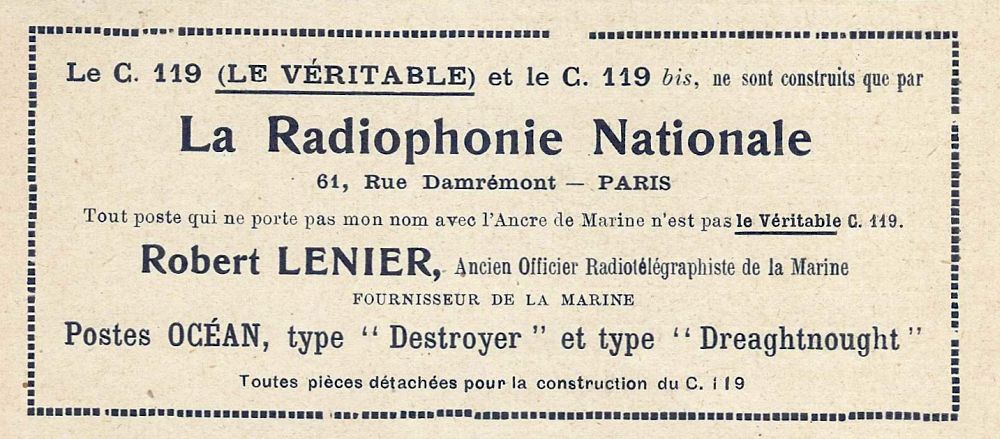 Le C. 119 (LE VÉRITABLE) et le C. 119 bis, ne sont construits que par
La Radiophonie Nationale
61, Rue Damrémont — PARIS
Tout poste qui ne porte pas mon nom avec l'Ancre de Marine n'est pas le Véritable C. 119.
Robert LENIER, Ancien Officier Radiotélégraphiste de la Marine
FOURNISSEUR DE LA MARINE
Postes OCÉAN, type “ Destroyer ” et type “ Dreaghtnought ”
Toutes pièces détachées pour la construction du C. 119